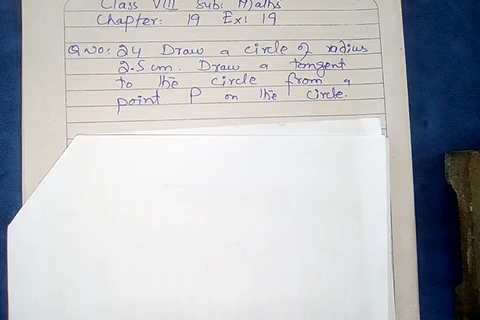 Class VIII Sub: Maths
Chapter: 19 Ex: 19
Q No: 24 Draw a circle of radius
2.5 cm. Draw a tangent
to the circle from a
point P on the circle.